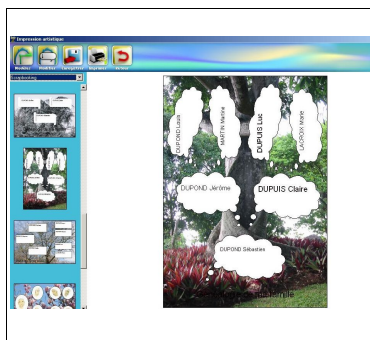 Impression artistique
Modèles Modifier Enregistrer Imprimer Retour
Scrapbooking
DUPOND Louis
MARTIN Martine
DUPUIS Luc
LACROIX Marie
DUPOND Jérôme
DUPUIS Claire
DUPOND Sébastien